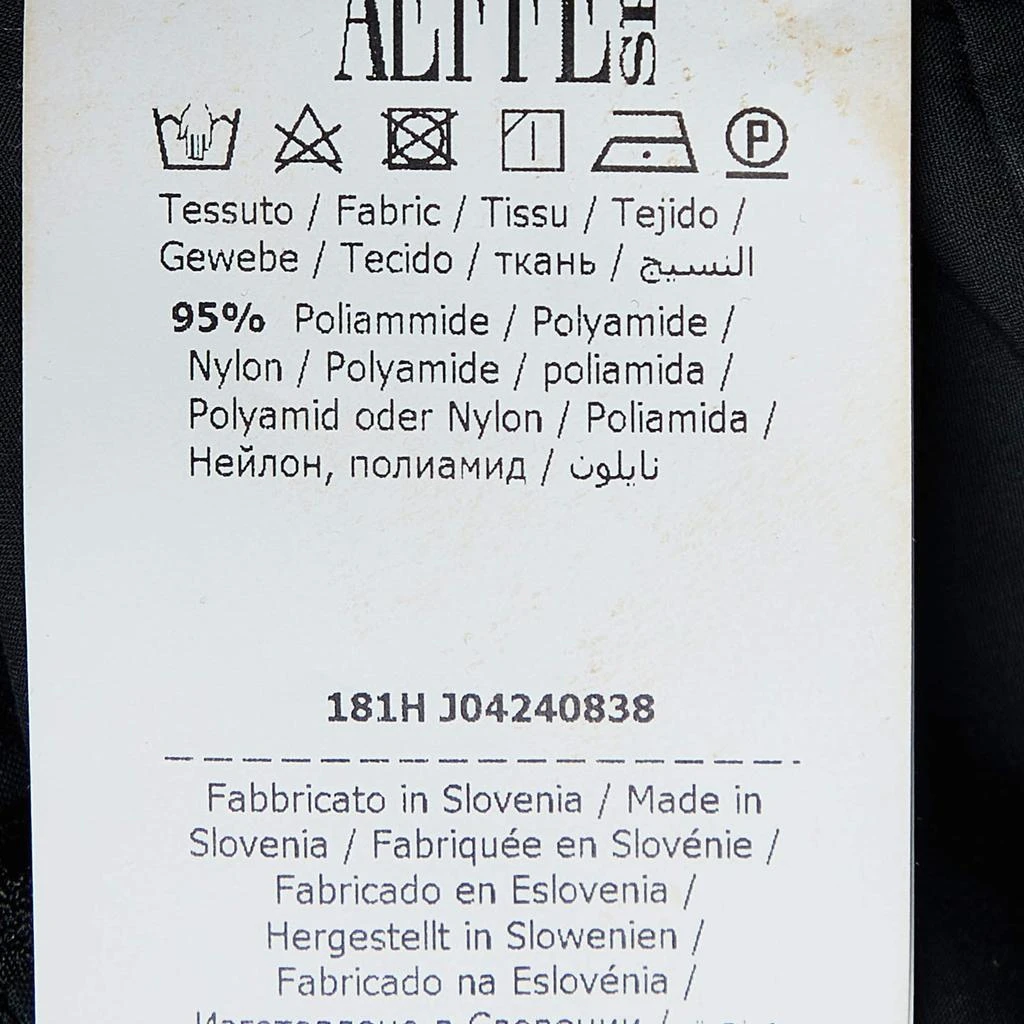 Tessuto / Fabric / Tissu / Tejido /
Gewebe / Tecido / ткань / النسيج
95% Poliammide / Polyamide /
Nylon / Polyamide / poliamida /
Polyamid oder Nylon / Poliamida /
Нейлон, полиамид / نايلون
181H J04240838
Fabbricato in Slovenia / Made in
Slovenia / Fabriquée en Slovénie /
Fabricado en Eslovenia /
Hergestellt in Slowenien /
Fabricado na Eslovénia /